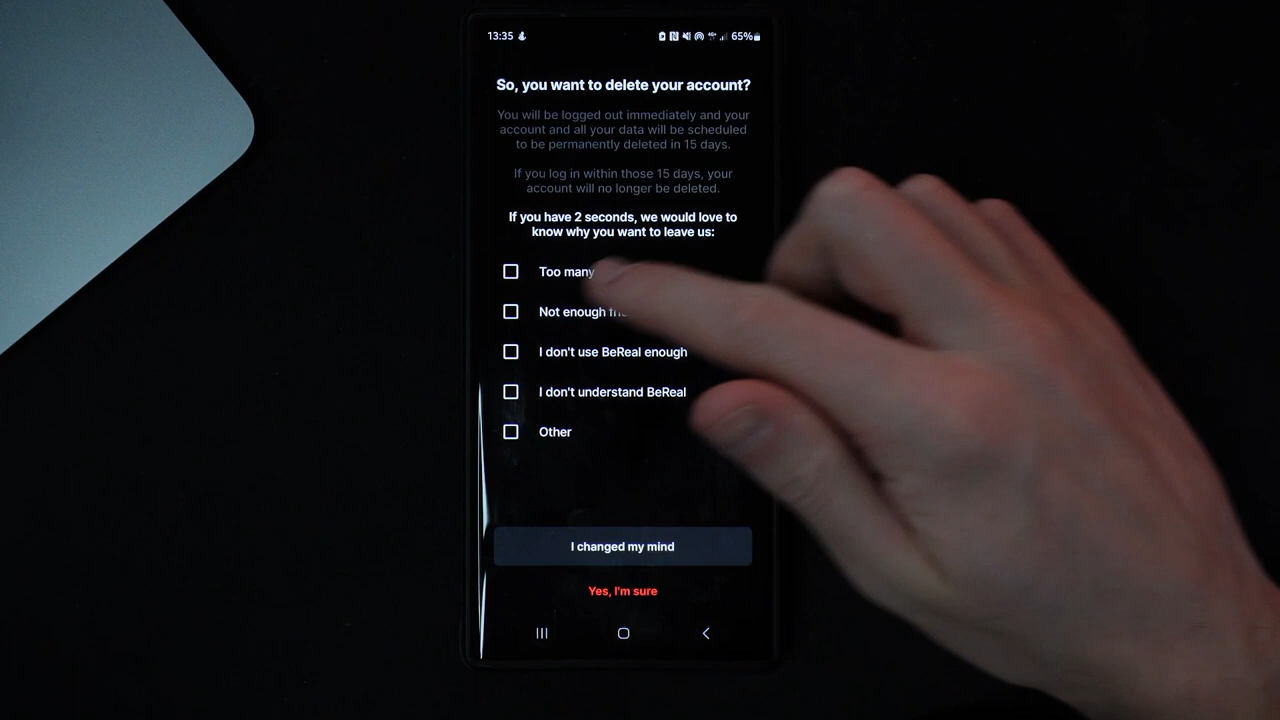 13:35
65%
So, you want to delete your account?
You will be logged out immediately and your
account and all your data will be scheduled
to be permanently deleted in 15 days.
If you log in within those 15 days, your
account will no longer be deleted.
If you have 2 seconds, we would love to
know why you want to leave us:
Too many
Not enough
I don't use BeReal enough
I don't understand BeReal
Other
I changed my mind
Yes, I'm sure